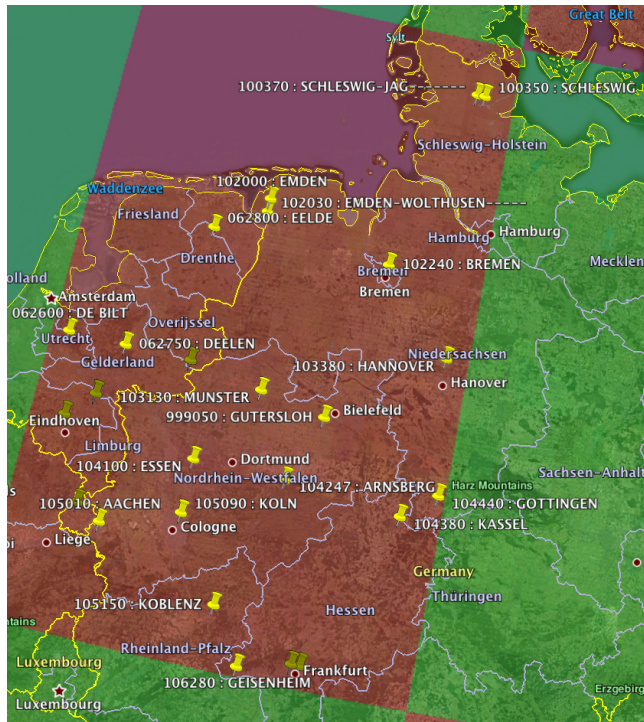 Great Belt
Sylt
100370 : SCHLESWIG-JAG-------
100350 : SCHLESWIG
Schleswig-Holstein
102000 : EMDEN
Waddenzee
102030 : EMDEN-WOLTHUSEN-----
Friesland
062800 : EELDE
Hamburg
Hamburg
Drenthe
102240 : BREMEN
Mecklen
Bremen
Bremen
olland
Amsterdam
062600 : DE BILT
Overijssel
Utrecht
062750 : DEELEN
Gelderland
Niedersachsen
103380 : HANNOVER
Hanover
103130 : MUNSTER
999050 : GUTERSLOH
Bielefeld
Eindhoven
Limburg
Dortmund
104100 : ESSEN
Nordrhein-Westfalen
Sachsen-Anhalt
104247 : ARNSBERG
Harz Mountains
ls
105010 : AACHEN
105090 : KOLN
104440 : GOTTINGEN
104380 : KASSEL
Cologne
oi
Liege
Germany
Thüringen
105150 : KOBLENZ
Hessen
ntains
Rheinland-Pfalz
Luxembourg
Frankfurt
106280 : GEISENHEIM
Erzgebirg
Luxembourg